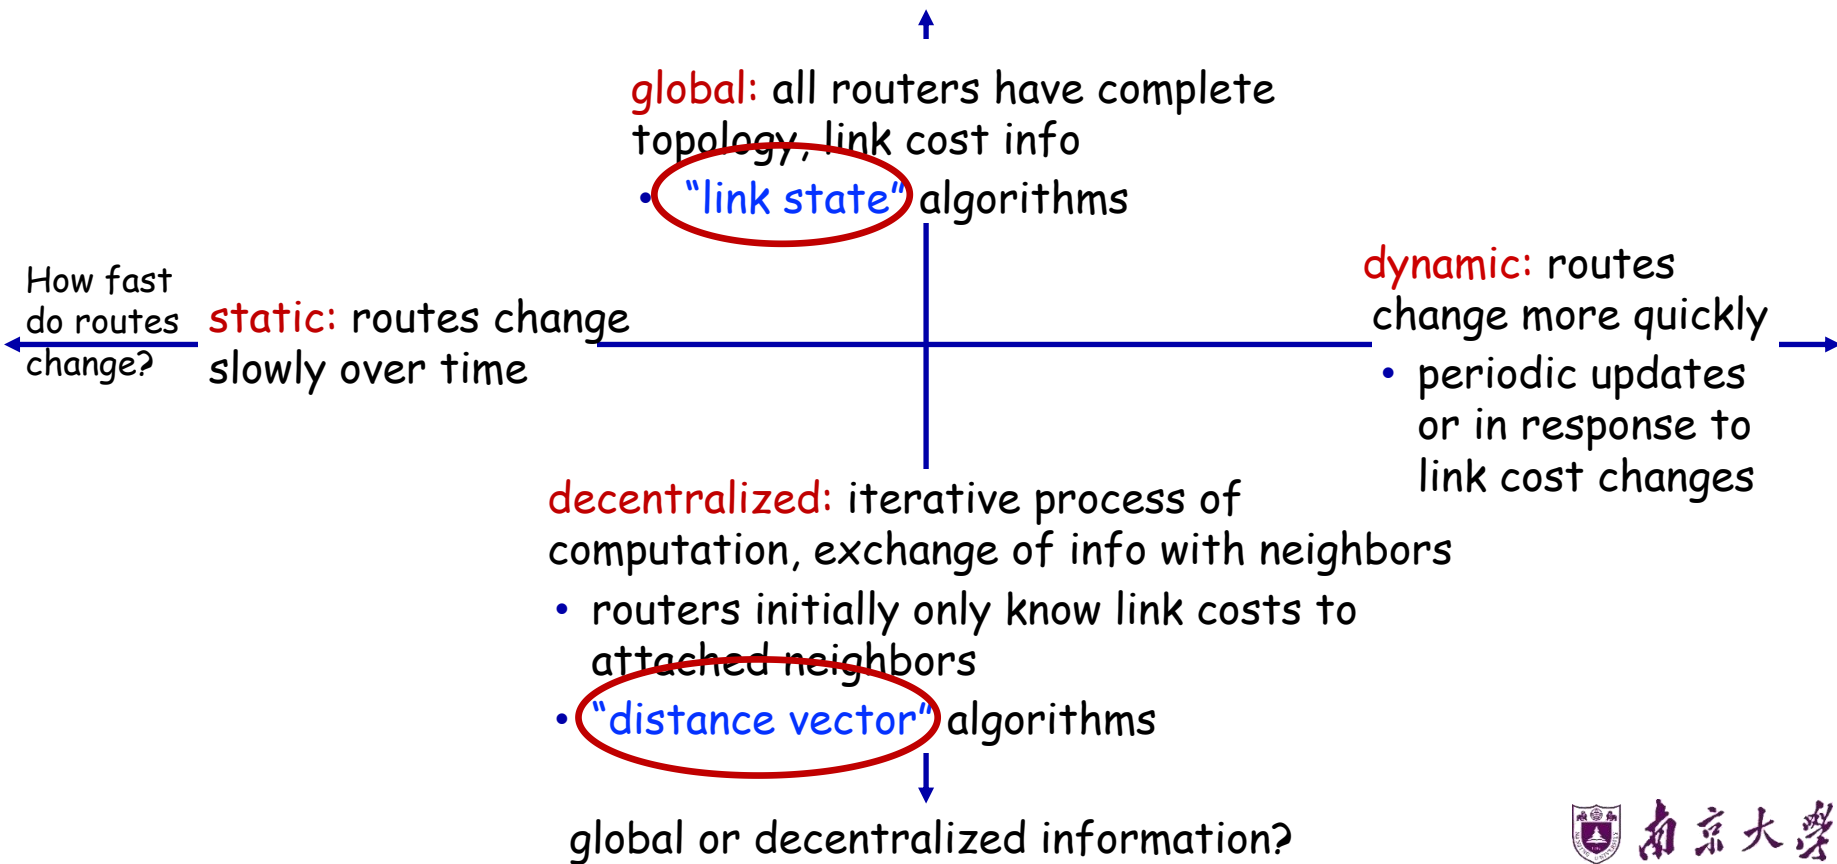 global: all routers have complete
topology, link cost info
• “link state” algorithms
How fast
do routes
change?
static: routes change
slowly over time
dynamic: routes
change more quickly
• periodic updates
or in response to
link cost changes
decentralized: iterative process of
computation, exchange of info with neighbors
• routers initially only know link costs to
attached neighbors
• “distance vector” algorithms
global or decentralized information?
南京大學